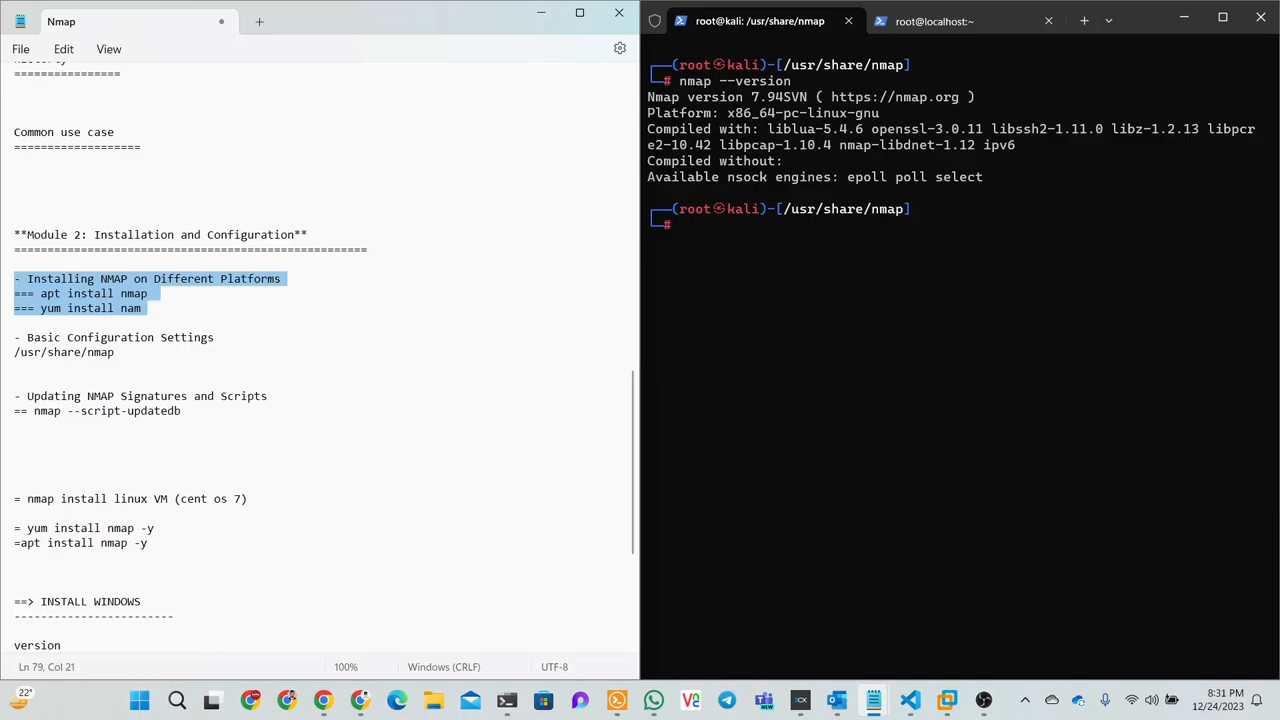 Nmap
File Edit View
================
Common use case
===================
**Module 2: Installation and Configuration**
=====================================================
- Installing NMAP on Different Platforms
=== apt install nmap
=== yum install nam
- Basic Configuration Settings
/usr/share/nmap
- Updating NMAP Signatures and Scripts
== nmap --script-updatedb
= nmap install linux VM (cent os 7)
= yum install nmap -y
=apt install nmap -y
==> INSTALL WINDOWS
------------------------
version
Ln 79, Col 21 100% Windows (CRLF) UTF-8
root@kali: /usr/share/nmap root@localhost:~
(root㉿kali)-[/usr/share/nmap]
# nmap --version
Nmap version 7.94SVN ( https://nmap.org )
Platform: x86_64-pc-linux-gnu
Compiled with: liblua-5.4.6 openssl-3.0.11 libssh2-1.11.0 libz-1.2.13 libpcr
e2-10.42 libpcap-1.10.4 nmap-libdnet-1.12 ipv6
Compiled without:
Available nsock engines: epoll poll select
(root㉿kali)-[/usr/share/nmap]
#
22°
8:31 PM
12/24/2023